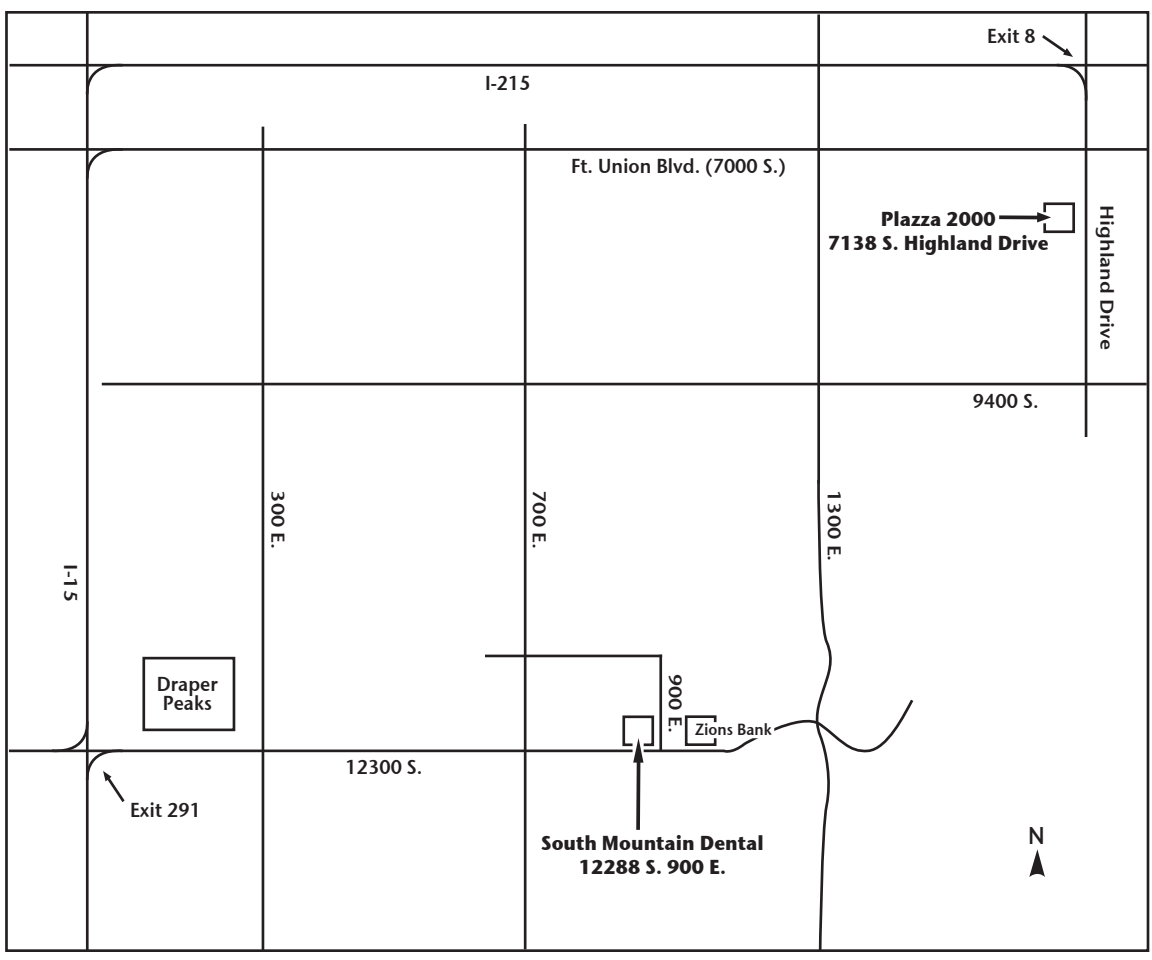 Exit 8
I-215
Ft. Union Blvd. (7000 S.)
Plazza 2000
7138 S. Highland Drive
Highland Drive
9400 S.
300 E.
700 E.
1300 E.
I-15
Draper
Peaks
900 E.
Zions Bank
12300 S.
Exit 291
South Mountain Dental
12288 S. 900 E.
N